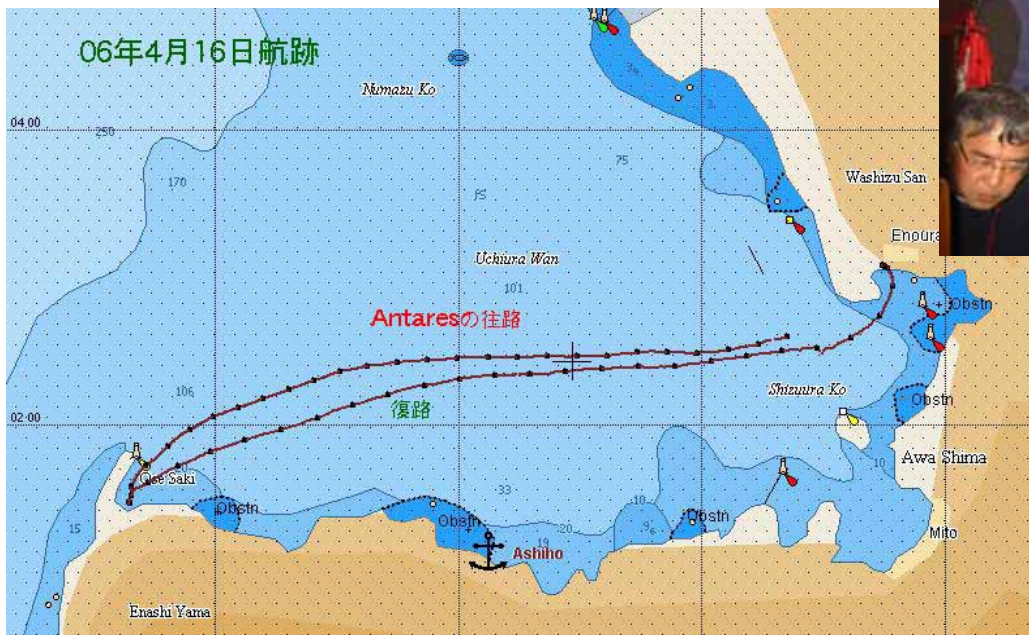 06年4月16日航跡
Numazu Ko
04 00
250
75
170
Washizu San
Enoura
Uchiura Wan
101
Obstn
Antaresの往路
106
Shizuura Ko
復路
Obstn
02 00
10
Awa Shima
Ose Saki
33
10
15
Obstn
Obstn
Obstn
Mito
19
20
Ashiho
Enashi Yama